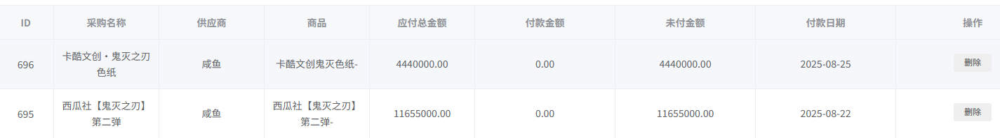 ID 采购名称 供应商 商品 应付总金额 付款金额 未付金额 付款日期 操作
696 卡酷文创·鬼灭之刃 咸鱼 卡酷文创鬼灭色纸- 4440000.00 0.00 4440000.00 2025-08-25 删除
色纸
695 西瓜社【鬼灭之刃】 咸鱼 西瓜社【鬼灭之刃】 11655000.00 0.00 11655000.00 2025-08-22 删除
第二弹 第二弹-